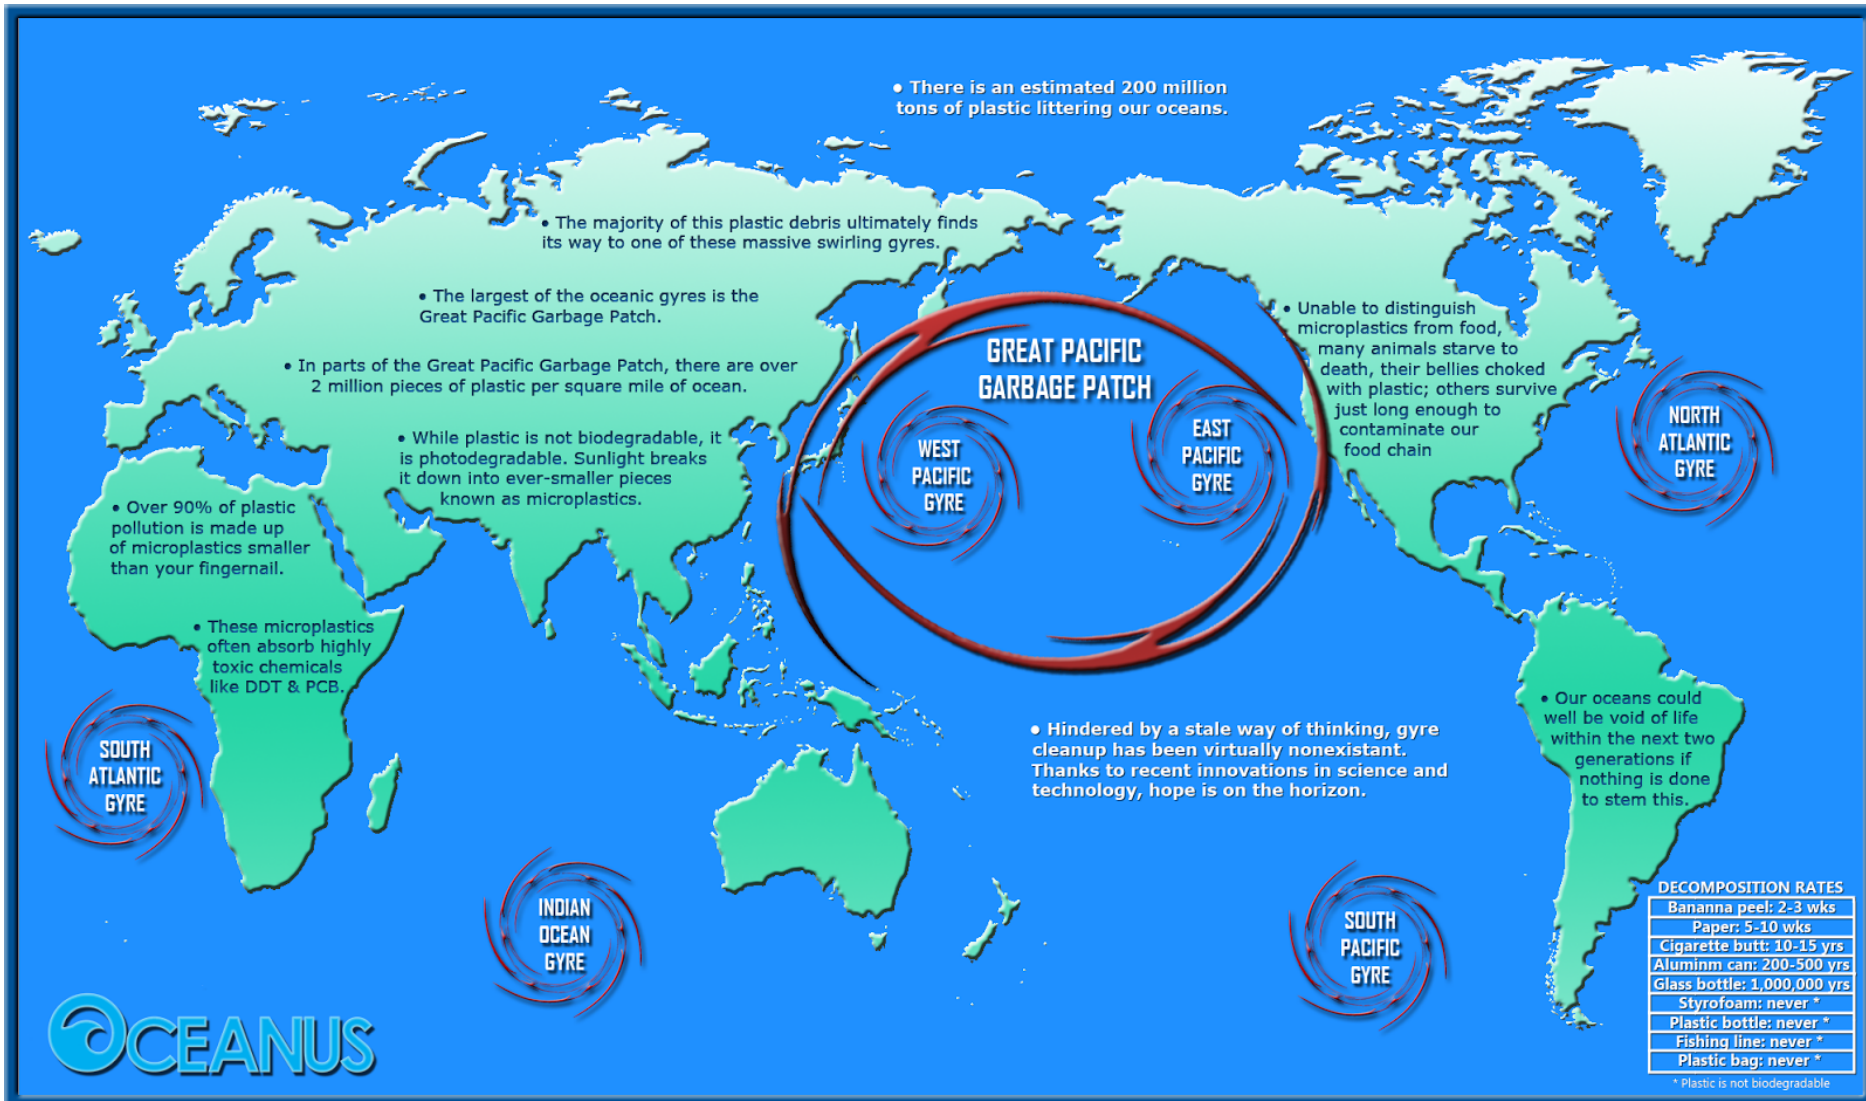 • There is an estimated 200 million
tons of plastic littering our oceans.
• The majority of this plastic debris ultimately finds
its way to one of these massive swirling gyres.
• The largest of the oceanic gyres is the
Great Pacific Garbage Patch.
• In parts of the Great Pacific Garbage Patch, there are over
2 million pieces of plastic per square mile of ocean.
• While plastic is not biodegradable, it
is photodegradable. Sunlight breaks
it down into ever-smaller pieces
known as microplastics.
• Over 90% of plastic
pollution is made up
of microplastics smaller
than your fingernail.
• These microplastics
often absorb highly
toxic chemicals
like DDT & PCB.
GREAT PACIFIC
GARBAGE PATCH
WEST
PACIFIC
GYRE
EAST
PACIFIC
GYRE
• Unable to distinguish
microplastics from food,
many animals starve to
death, their bellies choked
with plastic; others survive
just long enough to
contaminate our
food chain
NORTH
ATLANTIC
GYRE
SOUTH
ATLANTIC
GYRE
INDIAN
OCEAN
GYRE
• Hindered by a stale way of thinking, gyre
cleanup has been virtually nonexistant.
Thanks to recent innovations in science and
technology, hope is on the horizon.
SOUTH
PACIFIC
GYRE
• Our oceans could
well be void of life
within the next two
generations if
nothing is done
to stem this.
DECOMPOSITION RATES
Bananna peel: 2-3 wks
Paper: 5-10 wks
Cigarette butt: 10-15 yrs
Aluminm can: 200-500 yrs
Glass bottle: 1,000,000 yrs
Styrofoam: never *
Plastic bottle: never *
Fishing line: never *
Plastic bag: never *
* Plastic is not biodegradable
OCEANUS